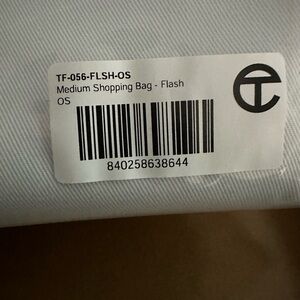 TF-056-FLSH-OS
Medium Shopping Bag - Flash
OS
840258638644